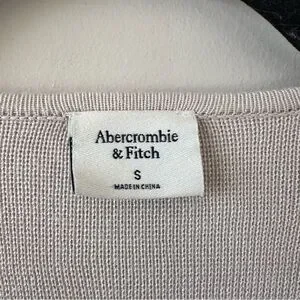 Abercrombie
& Fitch
S
MADE IN CHINA